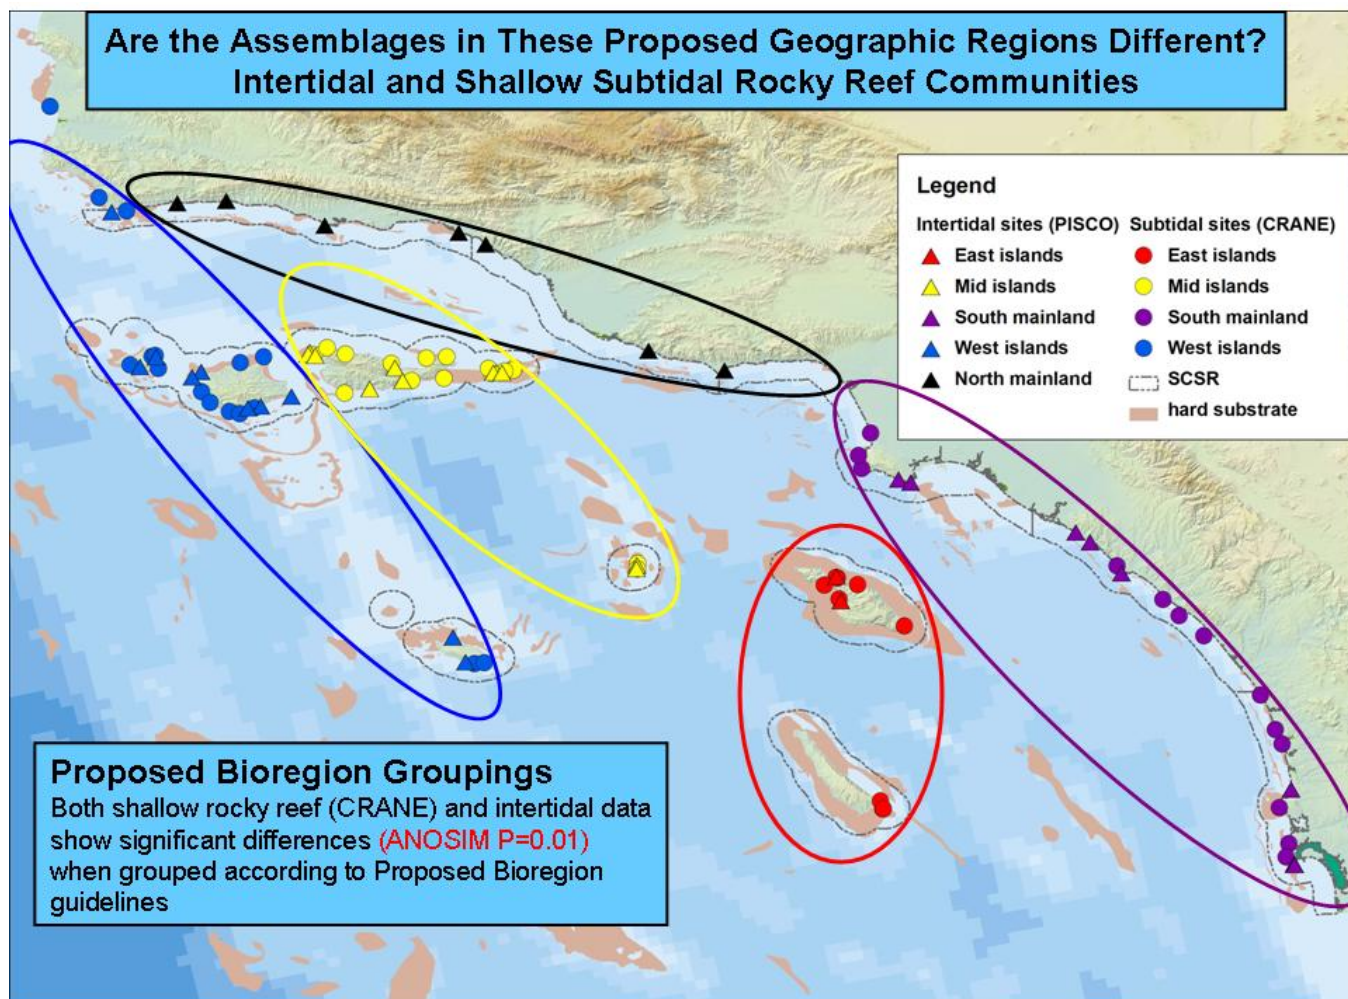 Are the Assemblages in These Proposed Geographic Regions Different?
Intertidal and Shallow Subtidal Rocky Reef Communities
Legend
Intertidal sites (PISCO) Subtidal sites (CRANE)
East islands East islands
Mid islands Mid islands
South mainland South mainland
West islands West islands
North mainland SCSR
hard substrate
Proposed Bioregion Groupings
Both shallow rocky reef (CRANE) and intertidal data
show significant differences (ANOSIM P=0.01)
when grouped according to Proposed Bioregion
guidelines